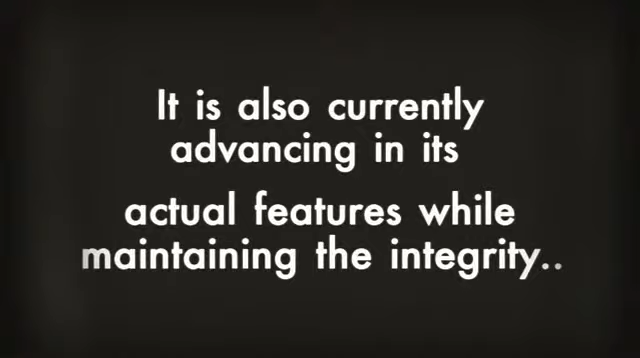 It is also currently
advancing in its
actual features while
maintaining the integrity..